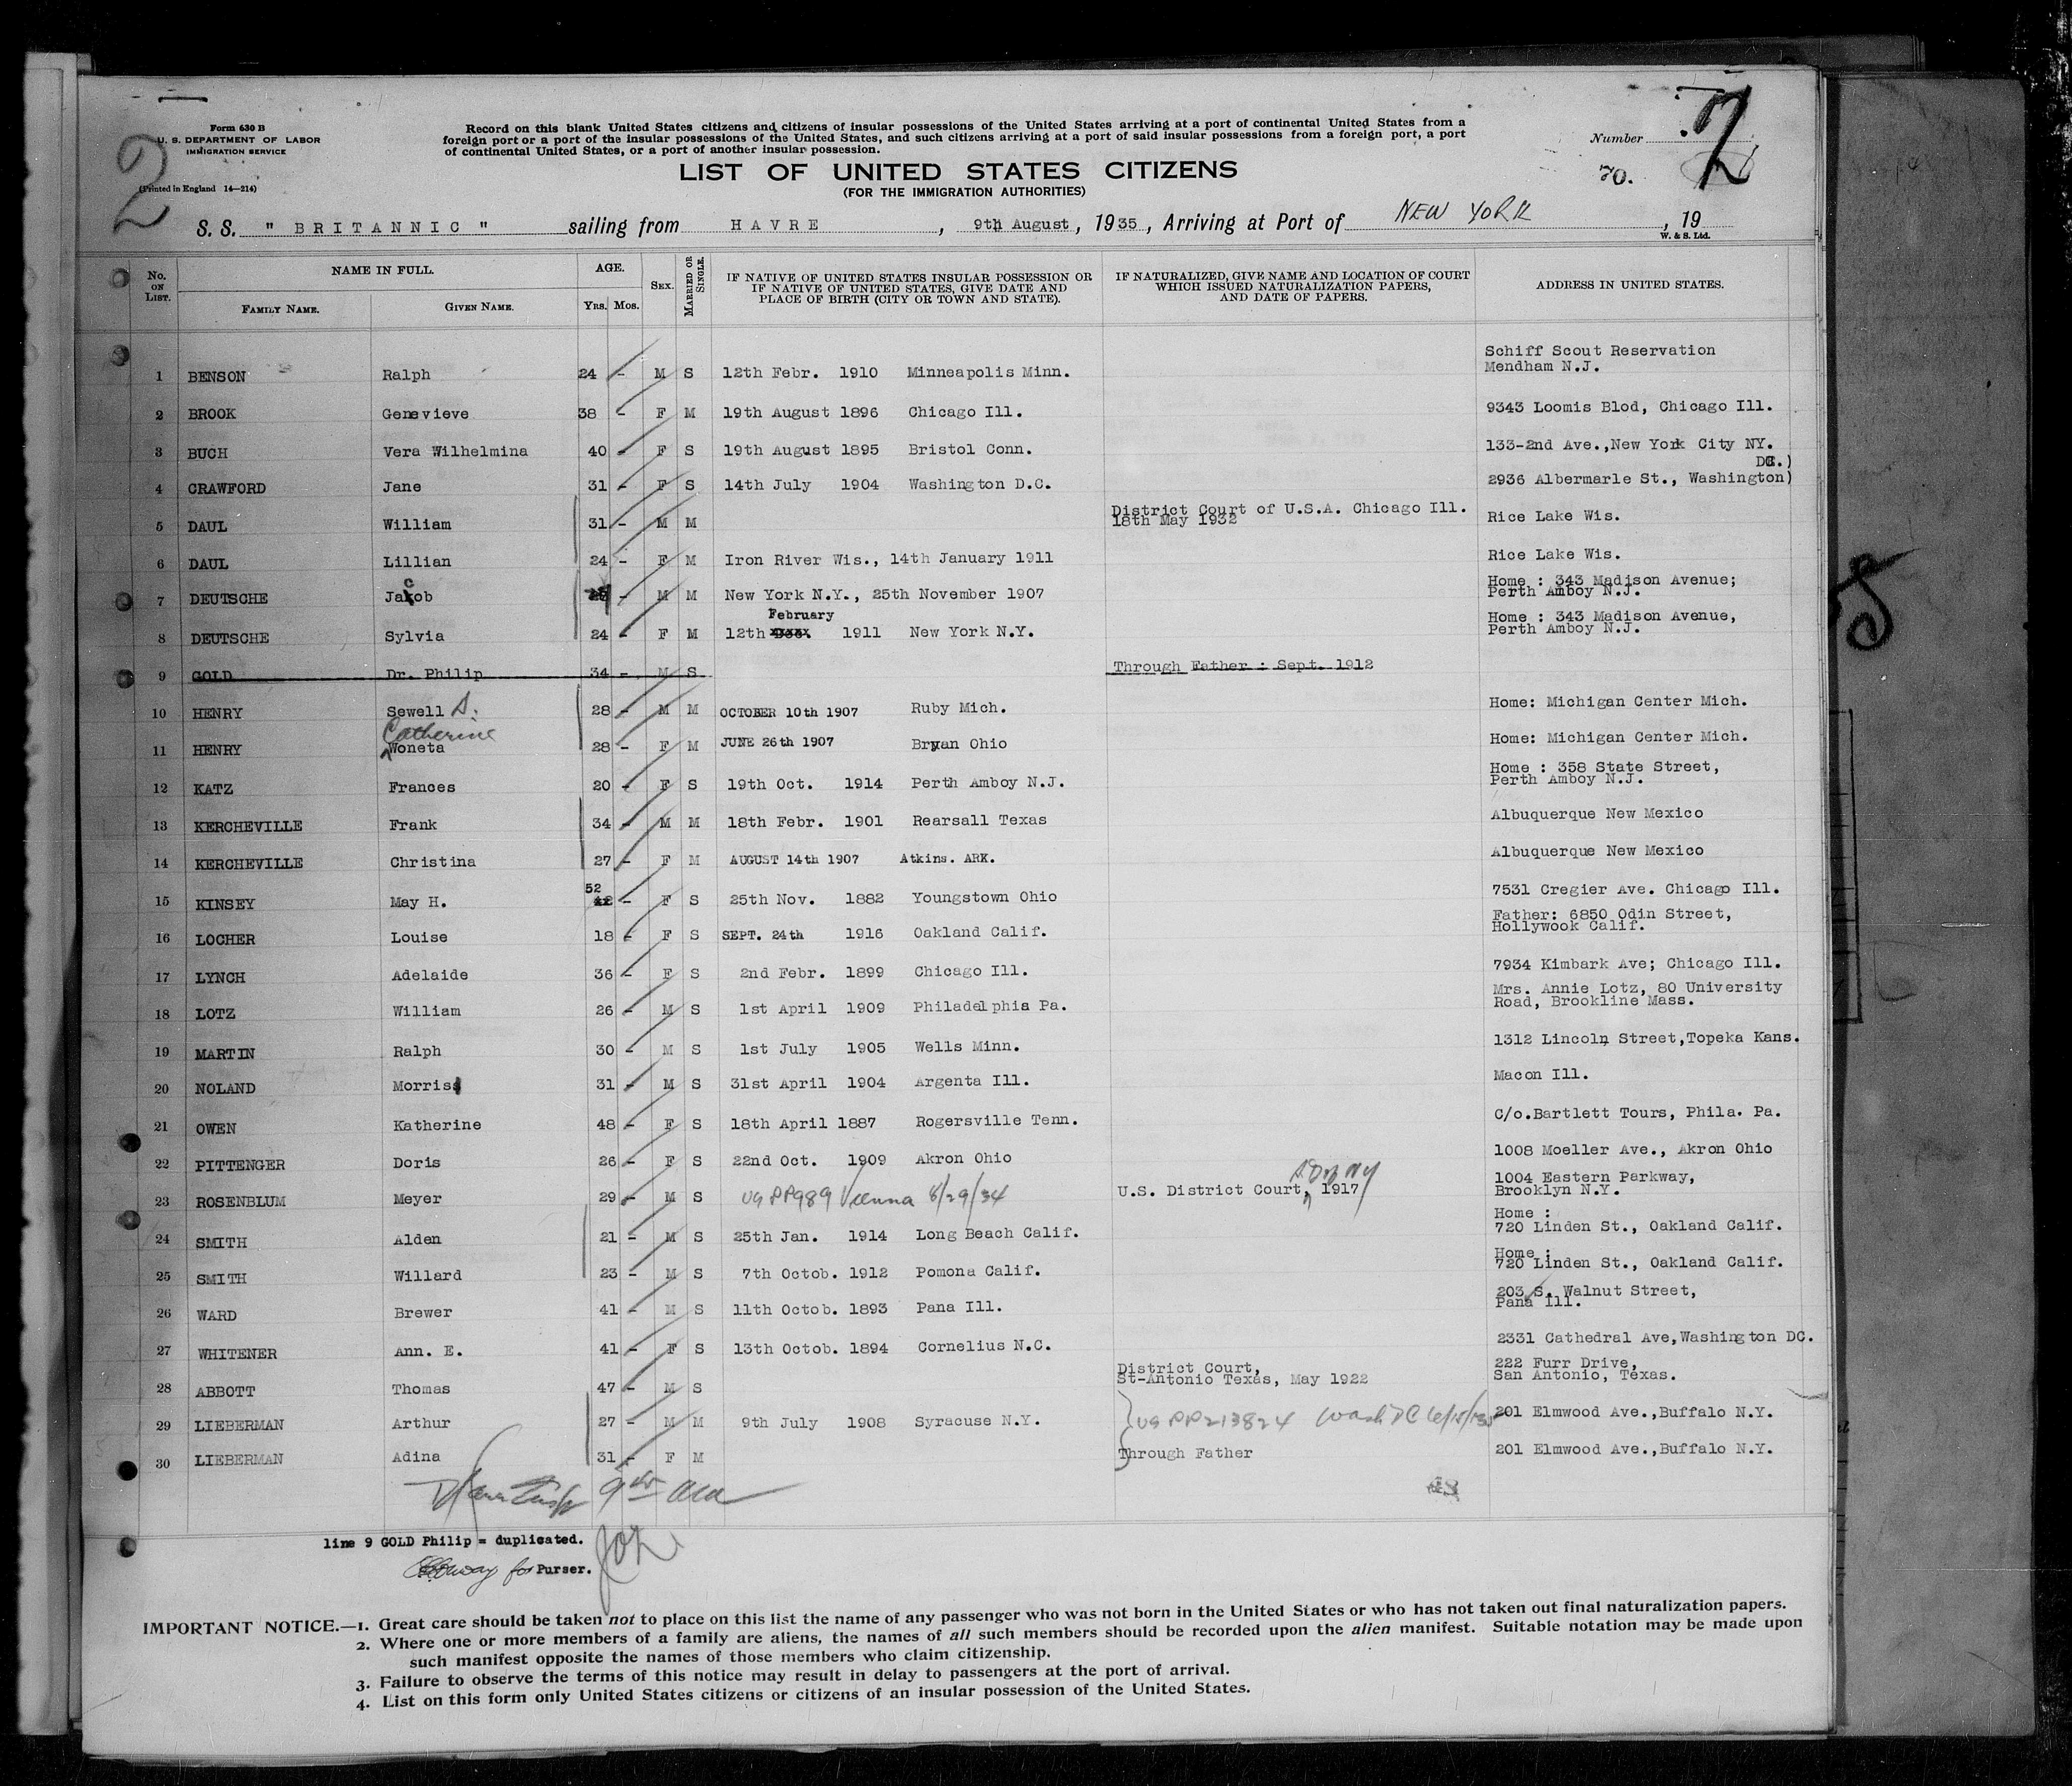 Form 630 B
U. S. DEPARTMENT OF LABOR
IMMIGRATION SERVICE
(Printed in England 14—214)
2
Record on this blank United States citizens and citizens of insular possessions of the United States arriving at a port of continental United States from a
foreign port or a port of the insular possessions of the United States, and such citizens arriving at a port of said insular possessions from a foreign port, a port
of continental United States, or a port of another insular possession.
LIST OF UNITED STATES CITIZENS
(FOR THE IMMIGRATION AUTHORITIES)
Number
70.
S. S. " BRITANNIC " sailing from HAVRE, 9th August, 1935, Arriving at Port of NEW YORK, 19
W. & S. Ltd.
No. ON LIST. NAME IN FULL. FAMILY NAME. GIVEN NAME. AGE. Yrs. Mos. SEX. MARRIED OR SINGLE. IF NATIVE OF UNITED STATES INSULAR POSSESSION OR IF NATIVE OF UNITED STATES, GIVE DATE AND PLACE OF BIRTH (CITY OR TOWN AND STATE). IF NATURALIZED, GIVE NAME AND LOCATION OF COURT WHICH ISSUED NATURALIZATION PAPERS, AND DATE OF PAPERS. ADDRESS IN UNITED STATES.
1 BENSON Ralph 24 - M S 12th Febr. 1910 Minneapolis Minn. Schiff Scout Reservation Mendham N.J.
2 BROOK Genevieve 38 - F M 19th August 1896 Chicago Ill. 9343 Loomis Blod, Chicago Ill.
3 BUCH Vera Wilhelmina 40 - F S 19th August 1895 Bristol Conn. 133-2nd Ave.,New York City NY.
4 CRAWFORD Jane 31 - F S 14th July 1904 Washington D.C. 2936 Albermarle St., Washington) DC.)
5 DAUL William 31 - M M District Court of U.S.A. Chicago Ill. 18th May 1932 Rice Lake Wis.
6 DAUL Lillian 24 - F M Iron River Wis., 14th January 1911 Rice Lake Wis.
7 DEUTSCHE Jacob - M M New York N.Y., 25th November 1907 Home : 343 Madison Avenue; Perth Amboy N.J.
8 DEUTSCHE Sylvia 24 - F M 12th February 1911 New York N.Y. Home : 343 Madison Avenue, Perth Amboy N.J.
9 GOLD Dr. Philip 34 - M S Through Father : Sept. 1912
10 HENRY Sewell S. 28 - M M OCTOBER 10th 1907 Ruby Mich. Home: Michigan Center Mich.
11 HENRY Catherine Woneta 28 - F M JUNE 26th 1907 Bryan Ohio Home: Michigan Center Mich.
12 KATZ Frances 20 - F S 19th Oct. 1914 Perth Amboy N.J. Home : 358 State Street, Perth Amboy N.J.
13 KERCHEVILLE Frank 34 - M M 18th Febr. 1901 Rearsall Texas Albuquerque New Mexico
14 KERCHEVILLE Christina 27 - F M AUGUST 14th 1907 Atkins. ARK. Albuquerque New Mexico
15 KINSEY May H. 52 42 - F S 25th Nov. 1882 Youngstown Ohio 7531 Cregier Ave. Chicago Ill.
16 LOCHER Louise 18 - F S SEPT. 24th 1916 Oakland Calif. Father: 6850 Odin Street, Hollywook Calif.
17 LYNCH Adelaide 36 - F S 2nd Febr. 1899 Chicago Ill. 7934 Kimbark Ave; Chicago Ill.
18 LOTZ William 26 - M S 1st April 1909 Philadelphia Pa. Mrs. Annie Lotz, 80 University Road, Brookline Mass.
19 MARTIN Ralph 30 - M S 1st July 1905 Wells Minn. 1312 Lincoln Street,Topeka Kans.
20 NOLAND Morris 31 - M S 31st April 1904 Argenta Ill. Macon Ill.
21 OWEN Katherine 48 - F S 18th April 1887 Rogersville Tenn. C/o.Bartlett Tours, Phila. Pa.
22 PITTENGER Doris 26 - F S 22nd Oct. 1909 Akron Ohio 1008 Moeller Ave., Akron Ohio
23 ROSENBLUM Meyer 29 - M S US PP989 Vienna 8/29/34 U.S. District Court, 1917 1004 Eastern Parkway, Brooklyn N.Y.
24 SMITH Alden 21 - M S 25th Jan. 1914 Long Beach Calif. Home : 720 Linden St., Oakland Calif.
25 SMITH Willard 23 - M S 7th Octob. 1912 Pomona Calif. Home : 720 Linden St., Oakland Calif.
26 WARD Brewer 41 - M S 11th Octob. 1893 Pana Ill. 203 S. Walnut Street, Pana Ill.
27 WHITENER Ann. E. 41 - F S 13th Octob. 1894 Cornelius N.C. 2331 Cathedral Ave,Washington DC.
28 ABBOTT Thomas 47 - M S District Court, St-Antonio Texas, May 1922 222 Furr Drive, San Antonio, Texas.
29 LIEBERMAN Arthur 27 - M M 9th July 1908 Syracuse N.Y. US PP213824 Wash DC 201 Elmwood Ave.,Buffalo N.Y.
30 LIEBERMAN Adina 31 - F M Through Father 201 Elmwood Ave.,Buffalo N.Y.
line 9 GOLD Philip = duplicated.
for Purser.
IMPORTANT NOTICE.—1. Great care should be taken not to place on this list the name of any passenger who was not born in the United States or who has not taken out final naturalization papers.
2. Where one or more members of a family are aliens, the names of all such members should be recorded upon the alien manifest. Suitable notation may be made upon
such manifest opposite the names of those members who claim citizenship.
3. Failure to observe the terms of this notice may result in delay to passengers at the port of arrival.
4. List on this form only United States citizens or citizens of an insular possession of the United States.